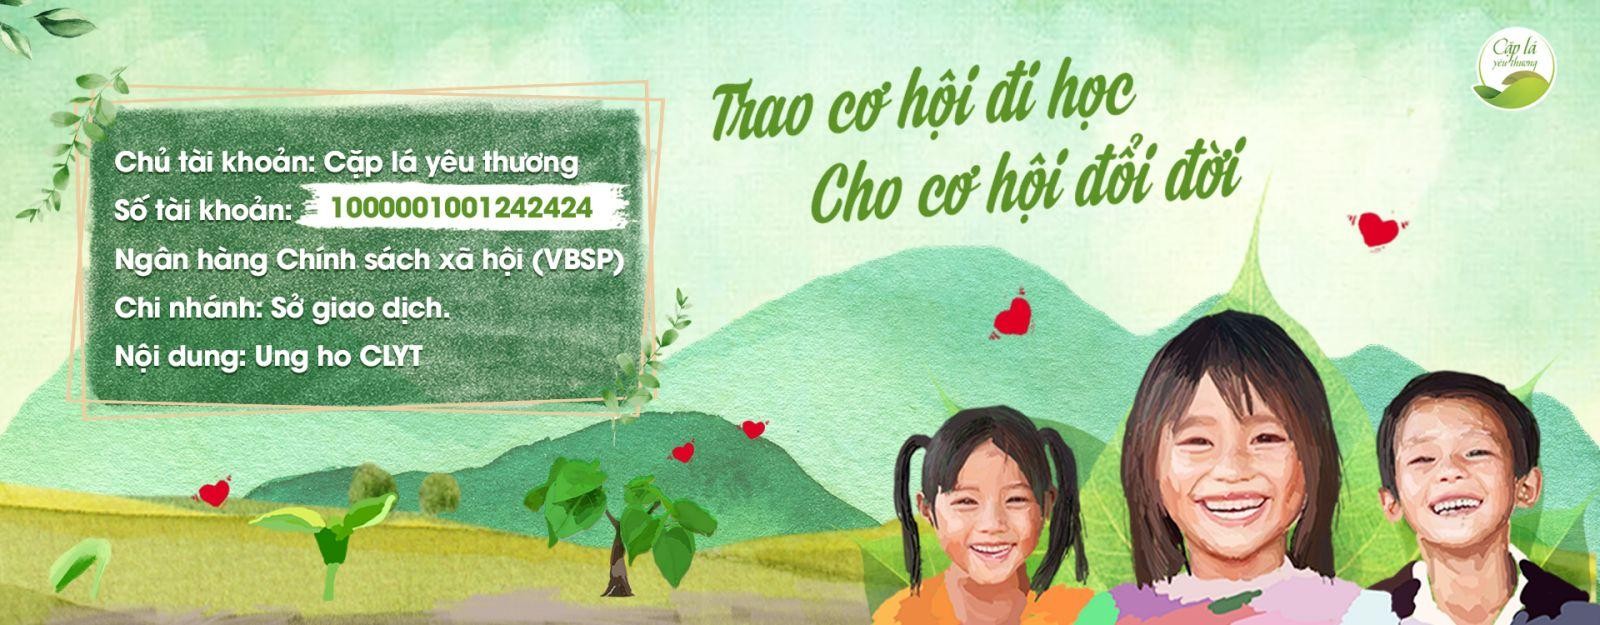 Chủ tài khoản: Cặp lá yêu thương
Số tài khoản: 1000001001242424
Ngân hàng Chính sách xã hội (VBSP)
Chi nhánh: Sở giao dịch.
Nội dung: Ung ho CLYT
Trao cơ hội đi học
Cho cơ hội đổi đời
Cặp lá
yêu thương